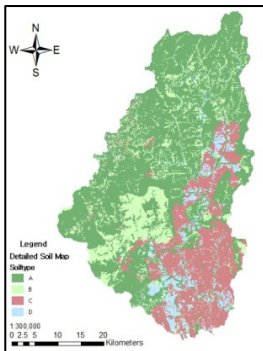 N
W E
S
Legend
Detailed Soil Map
Soiltype
A
B
C
D
1:300,000
0 2.5 5 10 15 20
Kilometers